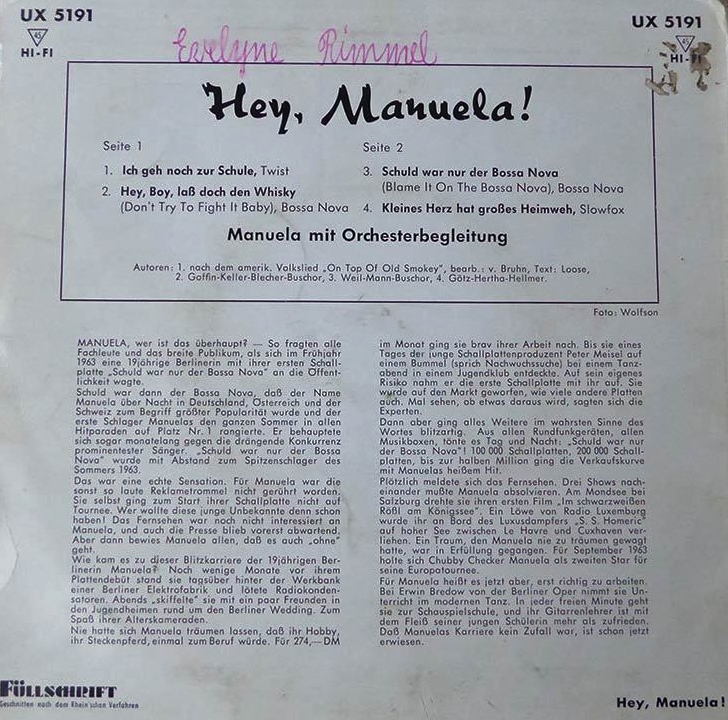 UX 5191
45
HI-FI
Evelyne Rimmel
UX 5191
45
HI-FI
Hey, Manuela!
Seite 1
1. Ich geh noch zur Schule, Twist
2. Hey, Boy, laß doch den Whisky
(Don't Try To Fight It Baby), Bossa Nova
Seite 2
3. Schuld war nur der Bossa Nova
(Blame It On The Bossa Nova), Bossa Nova
4. Kleines Herz hat großes Heimweh, Slowfox
Manuela mit Orchesterbegleitung
Autoren: 1. nach dem amerik. Volkslied „On Top Of Old Smokey", bearb.: v. Bruhn, Text: Loose,
2. Goffin-Keller-Blecher-Buschor, 3. Weil-Mann-Buschor, 4. Götz-Hertha-Hellmer.
Foto: Wolfson
MANUELA, wer ist das überhaupt? — So fragten alle
Fachleute und das breite Publikum, als sich im Frühjahr
1963 eine 19jährige Berlinerin mit ihrer ersten Schall-
platte „Schuld war nur der Bossa Nova" an die Öffent-
lichkeit wagte.
Schuld war dann der Bossa Nova, daß der Name
Manuela über Nacht in Deutschland, Österreich und der
Schweiz zum Begriff größter Popularität wurde und der
erste Schlager Manuelas den ganzen Sommer in allen
Hitparaden auf Platz Nr. 1 rangierte. Er behauptete
sich sogar monatelang gegen die drängende Konkurrenz
prominentester Sänger. „Schuld war nur der Bossa
Nova" wurde mit Abstand zum Spitzenschlager des
Sommers 1963.
Das war eine echte Sensation. Für Manuela war die
sonst so laute Reklametrommel nicht gerührt worden.
Sie selbst ging zum Start ihrer Schallplatte nicht auf
Tournee. Wer wollte diese junge Unbekannte denn schon
haben! Das Fernsehen war noch nicht interessiert an
Manuela, und auch die Presse blieb vorerst abwartend.
Aber dann bewies Manuela allen, daß es auch „ohne"
geht.
Wie kam es zu dieser Blitzkarriere der 19jährigen Ber-
linerin Manuela? Noch wenige Monate vor ihrem
Plattendebüt stand sie tagsüber hinter der Werkbank
einer Berliner Elektrofabrik und lötete Radiokonden-
satoren. Abends „skiffelte" sie mit ein paar Freunden in
den Jugendheimen rund um den Berliner Wedding. Zum
Spaß ihrer Alterskameraden.
Nie hatte sich Manuela träumen lassen, daß ihr Hobby,
ihr Steckenpferd, einmal zum Beruf würde. Für 274,— DM
im Monat ging sie brav ihrer Arbeit nach. Bis sie eines
Tages der junge Schallplattenproduzent Peter Meisel auf
einem Bummel (sprich Nachwuchssuche) bei einem Tanz-
abend in einem Jugendklub entdeckte. Auf sein eigenes
Risiko nahm er die erste Schallplatte mit ihr auf. Sie
wurde auf den Markt geworfen, wie viele andere Platten
auch. Mal sehen, ob etwas daraus wird, sagten sich die
Experten.
Dann aber ging alles Weitere im wahrsten Sinne des
Wortes blitzartig. Aus allen Rundfunkgeräten, allen
Musikboxen, tönte es Tag und Nacht: „Schuld war nur
der Bossa Nova"! 100 000 Schallplatten, 200 000 Schall-
platten, bis zur halben Million ging die Verkaufskurve
mit Manuelas heißem Hit.
Plötzlich meldete sich das Fernsehen. Drei Shows nach-
einander mußte Manuela absolvieren. Am Mondsee bei
Salzburg drehte sie ihren ersten Film „Im schwarzweißen
Rößl am Königssee". Ein Löwe von Radio Luxemburg
wurde ihr an Bord des Luxusdampfers „S. S. Homeric"
auf hoher See zwischen Le Havre und Cuxhaven ver-
liehen. Ein Traum, den Manuela nie zu träumen gewagt
hatte, war in Erfüllung gegangen. Für September 1963
holte sich Chubby Checker Manuela als zweiten Star für
seine Europatournee.
Für Manuela heißt es jetzt aber, erst richtig zu arbeiten.
Bei Erwin Bredow von der Berliner Oper nimmt sie Un-
terricht im modernen Tanz. In jeder freien Minute geht
sie zur Schauspielschule, und ihr Gitarrenlehrer ist mit
dem Fleiß seiner jungen Schülerin mehr als zufrieden.
Daß Manuelas Karriere kein Zufall war, ist schon jetzt
erwiesen.
FÜLLSCHRIFT
Geschnitten nach dem Rhein'schen Verfahren
Hey, Manuela!